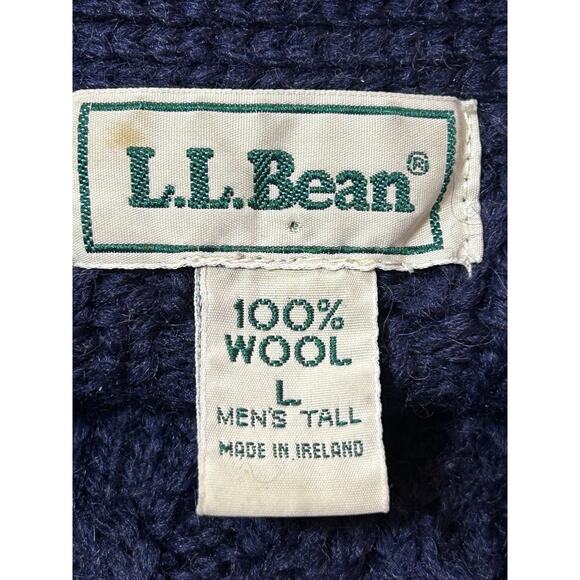 L.L.Bean®
100%
WOOL
L
MEN'S TALL
MADE IN IRELAND